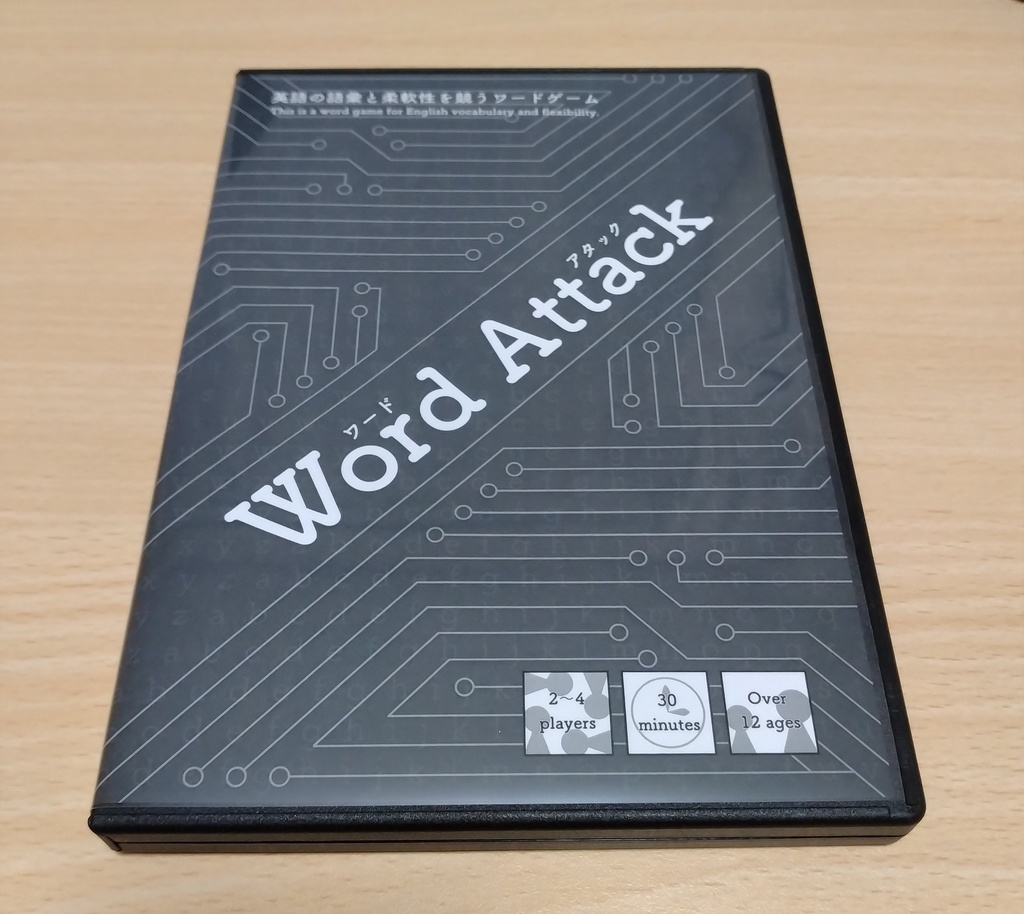 英語の語彙と柔軟性を競うワードゲーム
This is a word game for English vocabulary and flexibility.
ワード アタック
Word Attack
2〜4
players
30
minutes
Over
12 ages